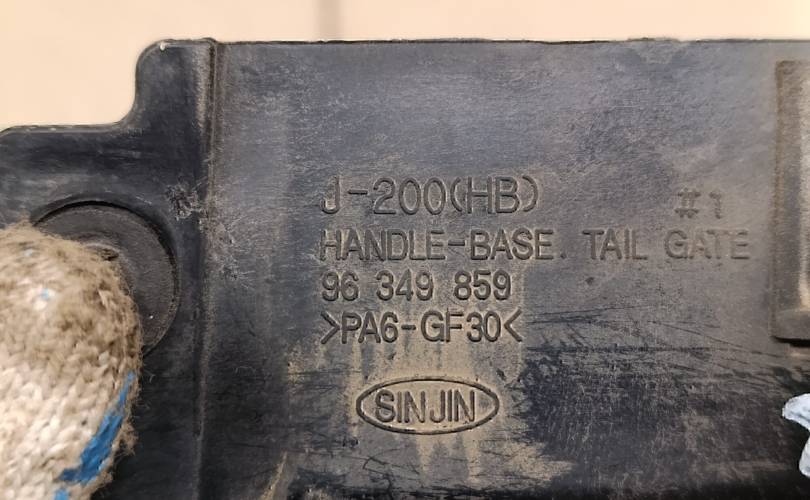 J-200(HB) #1
HANDLE-BASE. TAIL GATE
96 349 859
>PA6-GF30<
SINJIN